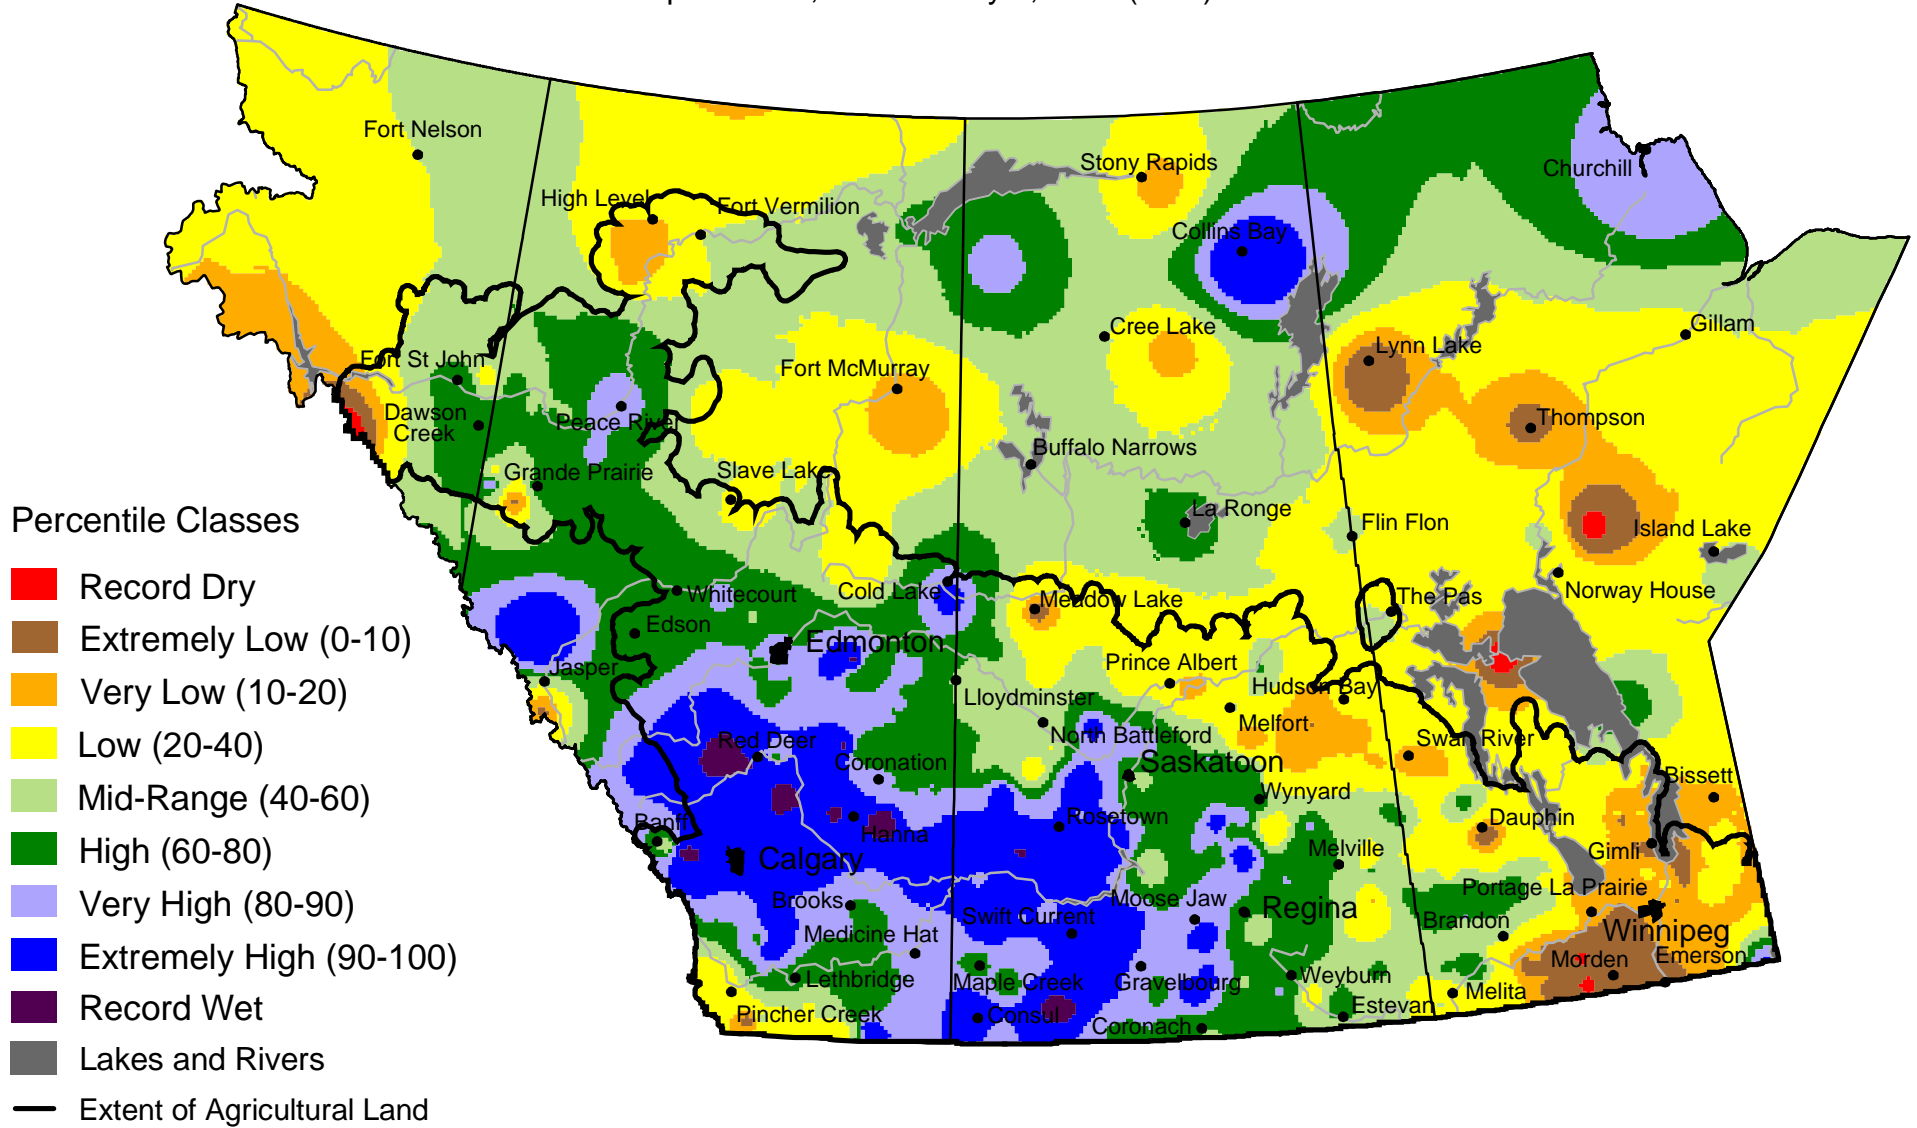 Fort Nelson
Stony Rapids
Churchill
High Level
Fort Vermilion
Collins Bay
Cree Lake
Gillam
Fort St John
Fort McMurray
Lynn Lake
Dawson
Creek
Peace River
Thompson
Buffalo Narrows
Grande Prairie
Slave Lake
La Ronge
Flin Flon
Island Lake
Whitecourt
Cold Lake
Meadow Lake
The Pas
Norway House
Edson
Edmonton
Jasper
Prince Albert
Lloydminster
Hudson Bay
Melfort
North Battleford
Swan River
Red Deer
Coronation
Saskatoon
Bissett
Wynyard
Banff
Hanna
Rosetown
Dauphin
Calgary
Melville
Gimli
Brooks
Moose Jaw
Portage La Prairie
Swift Current
Regina
Brandon
Medicine Hat
Winnipeg
Lethbridge
Maple Creek
Gravelbourg
Weyburn
Morden
Emerson
Pincher Creek
Consul
Coronach
Estevan
Melita
Percentile Classes
Record Dry
Extremely Low (0-10)
Very Low (10-20)
Low (20-40)
Mid-Range (40-60)
High (60-80)
Very High (80-90)
Extremely High (90-100)
Record Wet
Lakes and Rivers
Extent of Agricultural Land